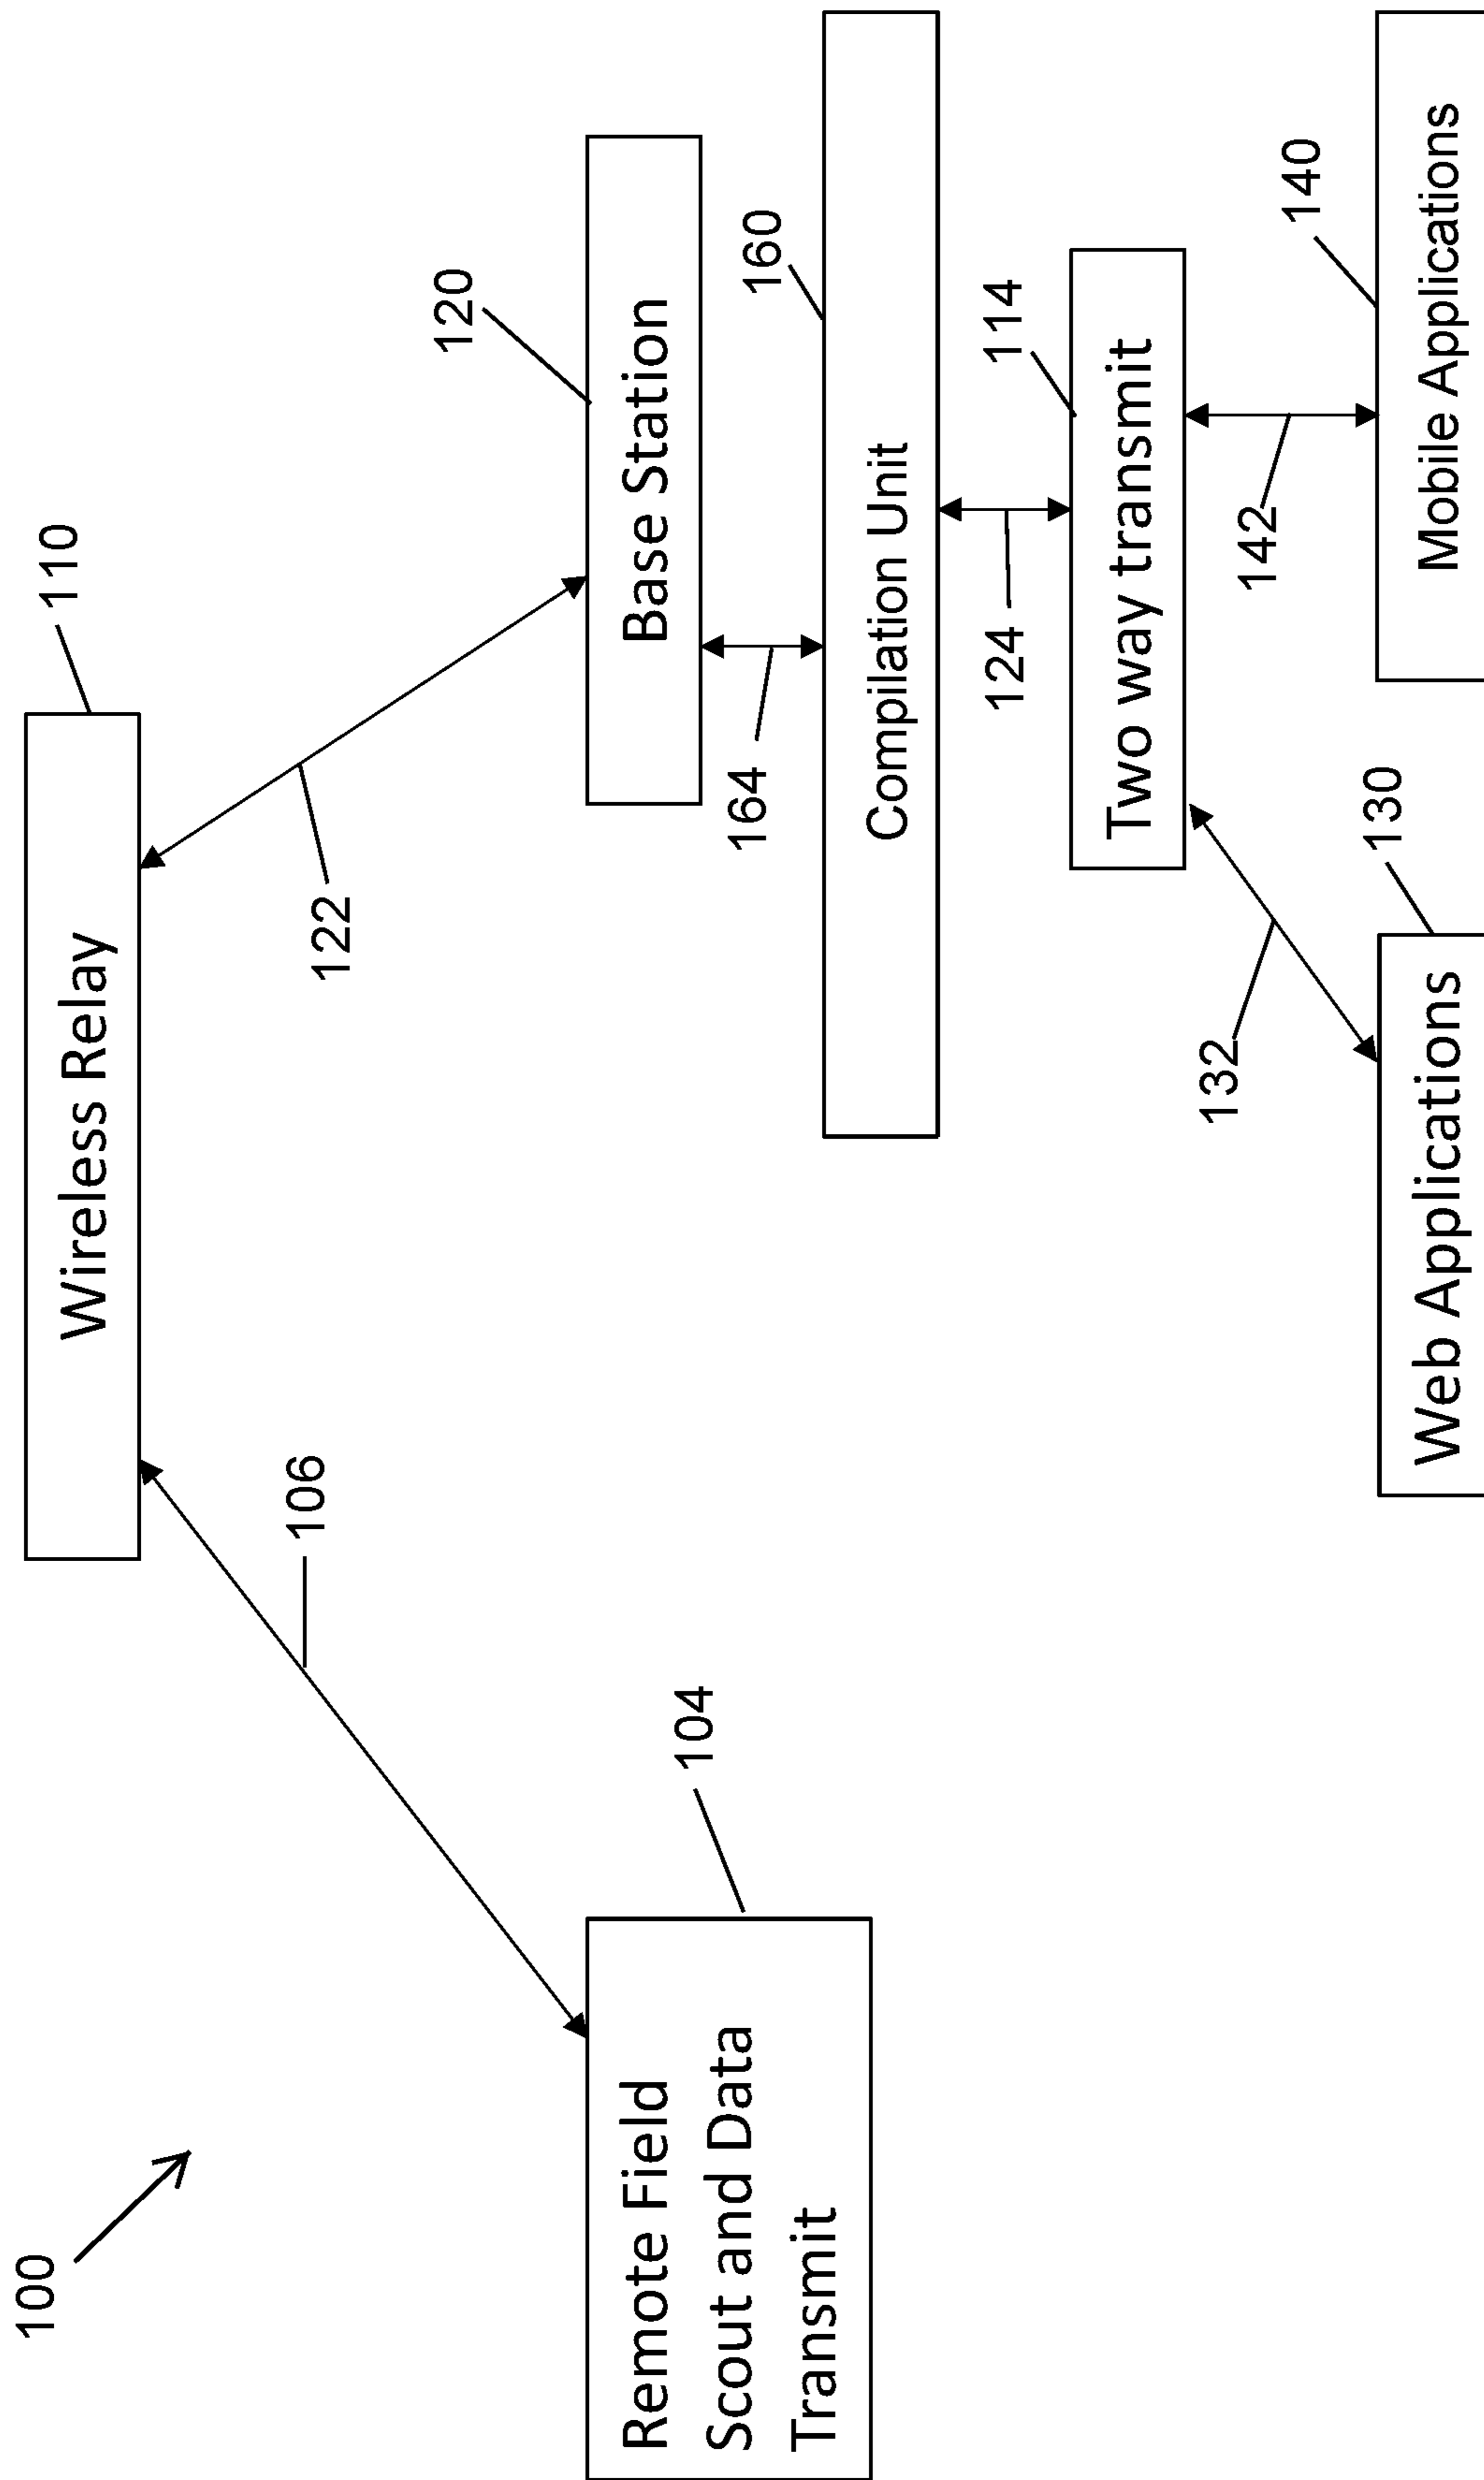 100
Wireless Relay
110
106
122
Remote Field
Scout and Data
Transmit
104
Base Station
120
164
Compilation Unit
160
124
Two way transmit
114
132
142
Web Applications
130
Mobile Applications
140